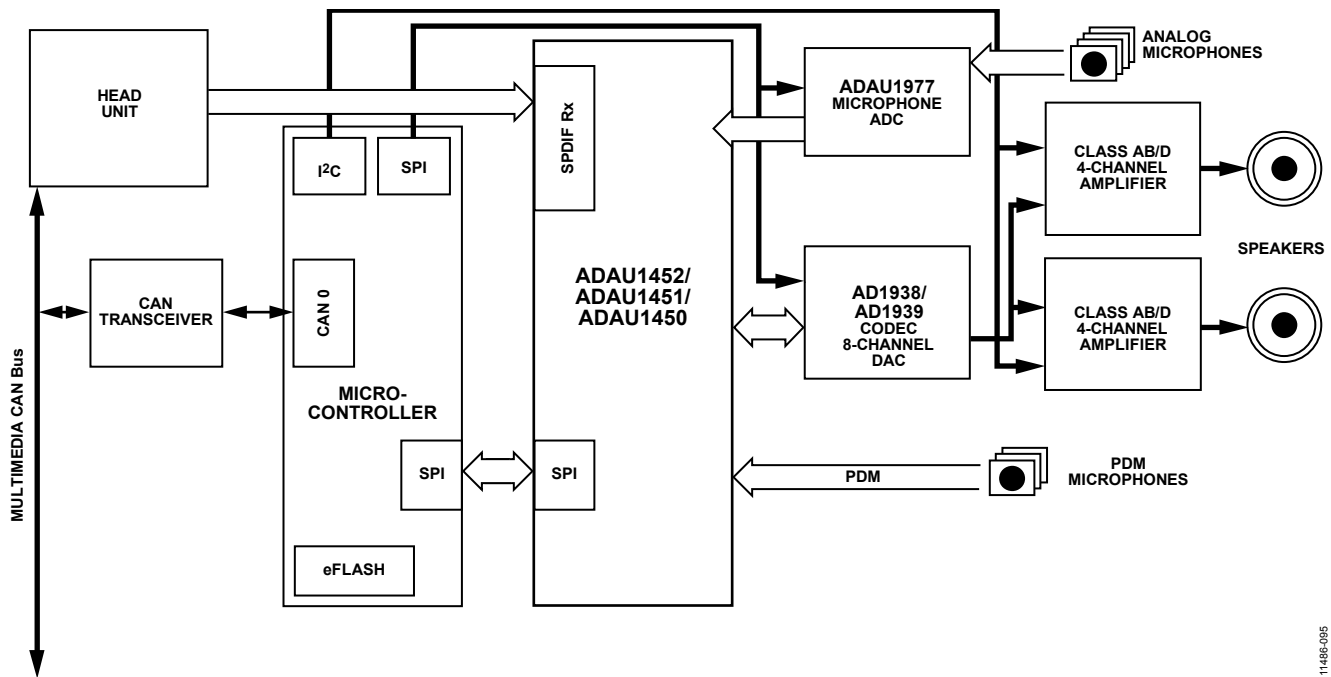 HEAD
UNIT
I²C
SPI
SPDIF Rx
ADAU1977
MICROPHONE
ADC
ANALOG
MICROPHONES
CLASS AB/D
4-CHANNEL
AMPLIFIER
SPEAKERS
CAN
TRANSCEIVER
CAN 0
ADAU1452/
ADAU1451/
ADAU1450
AD1938/
AD1939
CODEC
8-CHANNEL
DAC
CLASS AB/D
4-CHANNEL
AMPLIFIER
MULTIMEDIA CAN Bus
MICRO-
CONTROLLER
SPI
SPI
PDM
PDM
MICROPHONES
eFLASH
11486-095